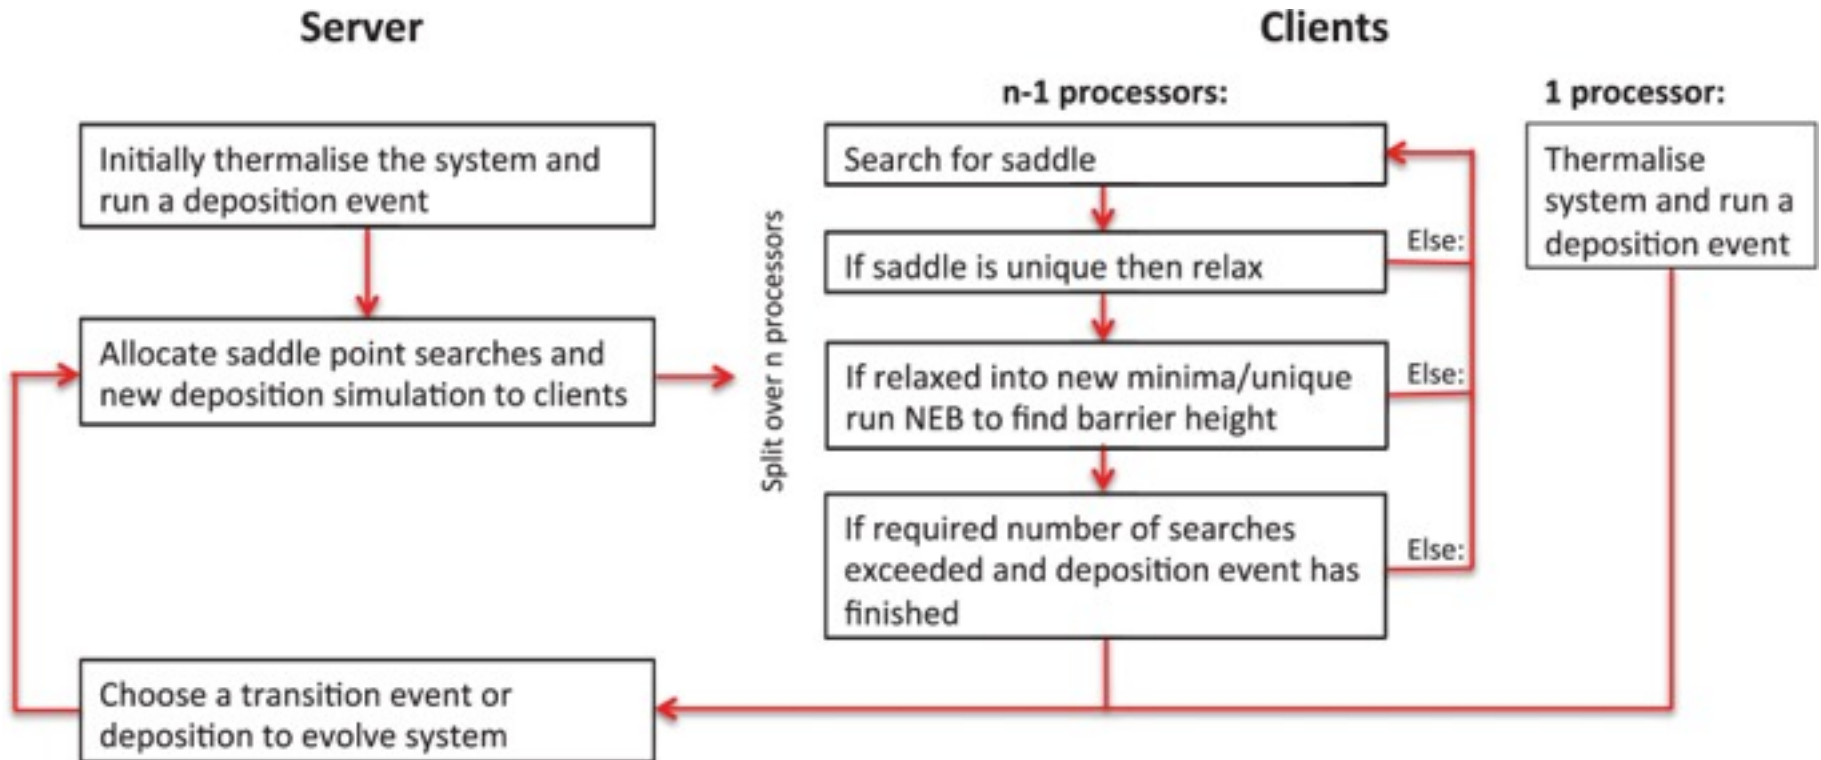 Server
Clients
n-1 processors:
1 processor:
Initially thermalise the system and
run a deposition event
Allocate saddle point searches and
new deposition simulation to clients
Choose a transition event or
deposition to evolve system
Split over n processors
Search for saddle
If saddle is unique then relax
Else:
If relaxed into new minima/unique
run NEB to find barrier height
Else:
If required number of searches
exceeded and deposition event has
finished
Else:
Thermalise
system and run a
deposition event